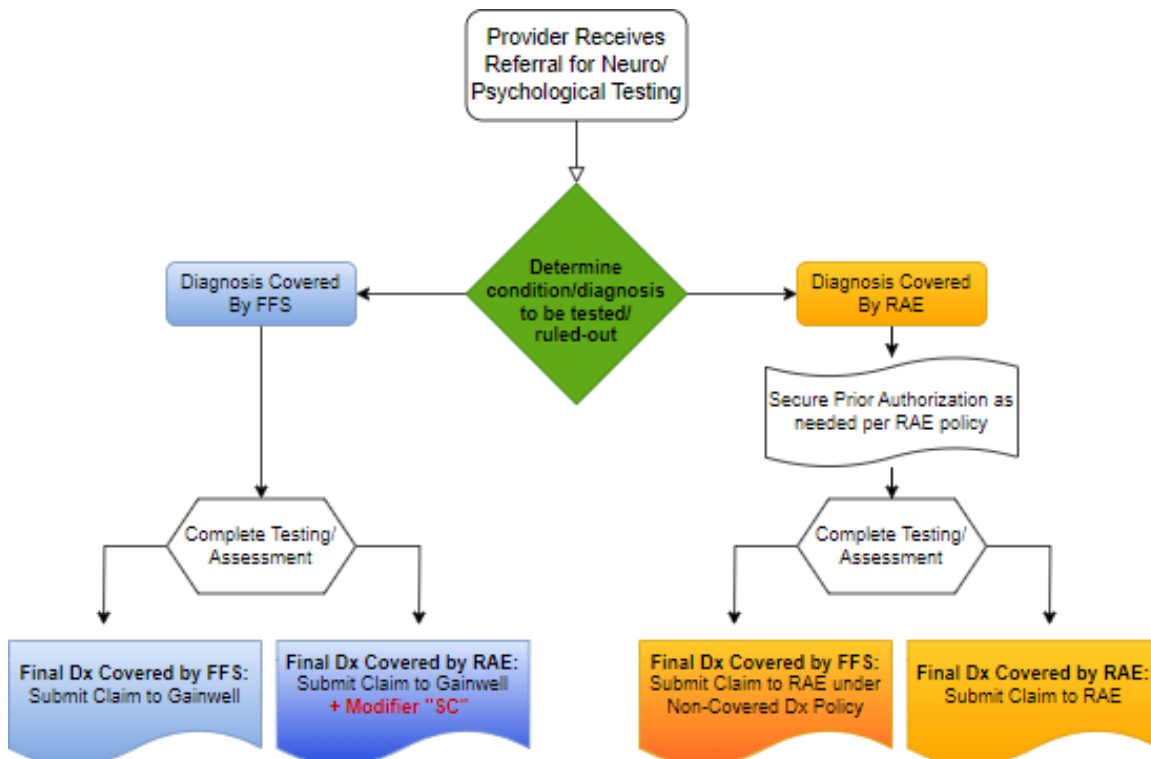 Provider Receives
Referral for Neuro/
Psychological Testing
Determine
condition/diagnosis
to be tested/
ruled-out
Diagnosis Covered
By FFS
Diagnosis Covered
By RAE
Secure Prior Authorization as
needed per RAE policy
Complete Testing/
Assessment
Complete Testing/
Assessment
Final Dx Covered by FFS:
Submit Claim to Gainwell
Final Dx Covered by RAE:
Submit Claim to Gainwell
+ Modifier "SC"
Final Dx Covered by FFS:
Submit Claim to RAE under
Non-Covered Dx Policy
Final Dx Covered by RAE:
Submit Claim to RAE